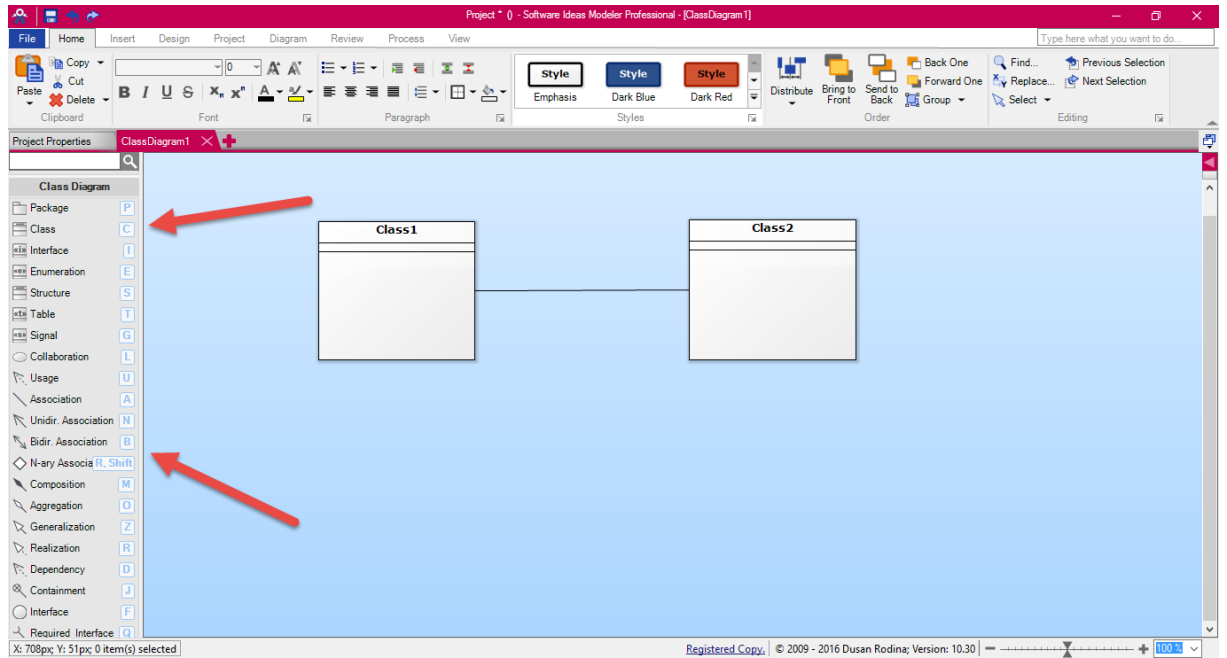 Project * () - Software Ideas Modeler Professional - [ClassDiagram1]
File Home Insert Design Project Diagram Review Process View Type here what you want to do...
Paste
Copy
Cut
Delete
Clipboard
0
B I U S
Font
Paragraph
Style Style Style
Emphasis Dark Blue Dark Red
Styles
Distribute
Bring to Front
Send to Back
Back One
Forward One
Group
Order
Find...
Replace...
Select
Previous Selection
Next Selection
Editing
Project Properties ClassDiagram1
Class Diagram
Package P
Class C
Interface I
Enumeration E
Structure S
Table T
Signal G
Collaboration L
Usage U
Association A
Unidir. Association N
Bidir. Association B
N-ary Associa R, Shift
Composition M
Aggregation O
Generalization Z
Realization R
Dependency D
Containment J
Interface F
Required Interface Q
Class1
Class2
X: 708px; Y: 51px; 0 item(s) selected
Registered Copy. © 2009 - 2016 Dusan Rodina; Version: 10.30 100 %